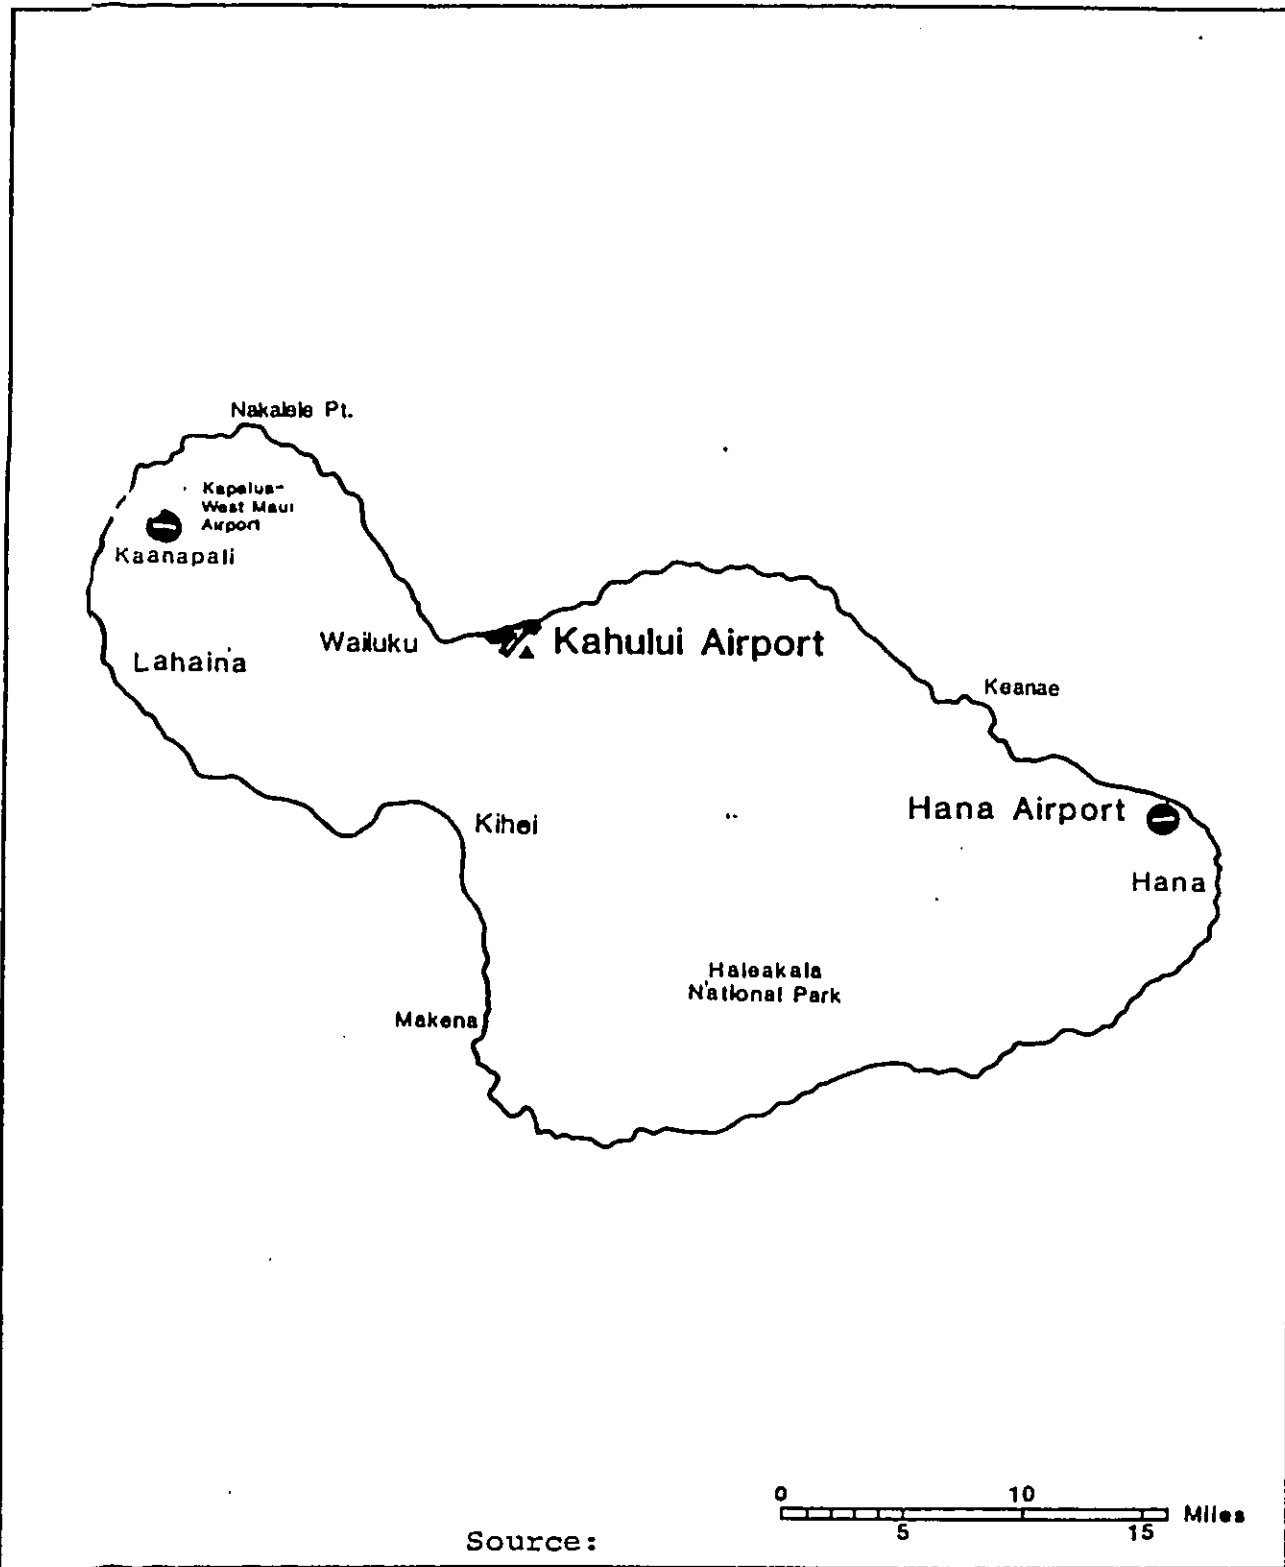 Nakalele Pt.
Kapalua-
West Maui
Airport
Kaanapali
Wailuku
Kahului Airport
Lahaina
Keanae
Hana Airport
Kihei
Hana
Haleakala
National Park
Makena
0 10
Miles
5 15
Source: